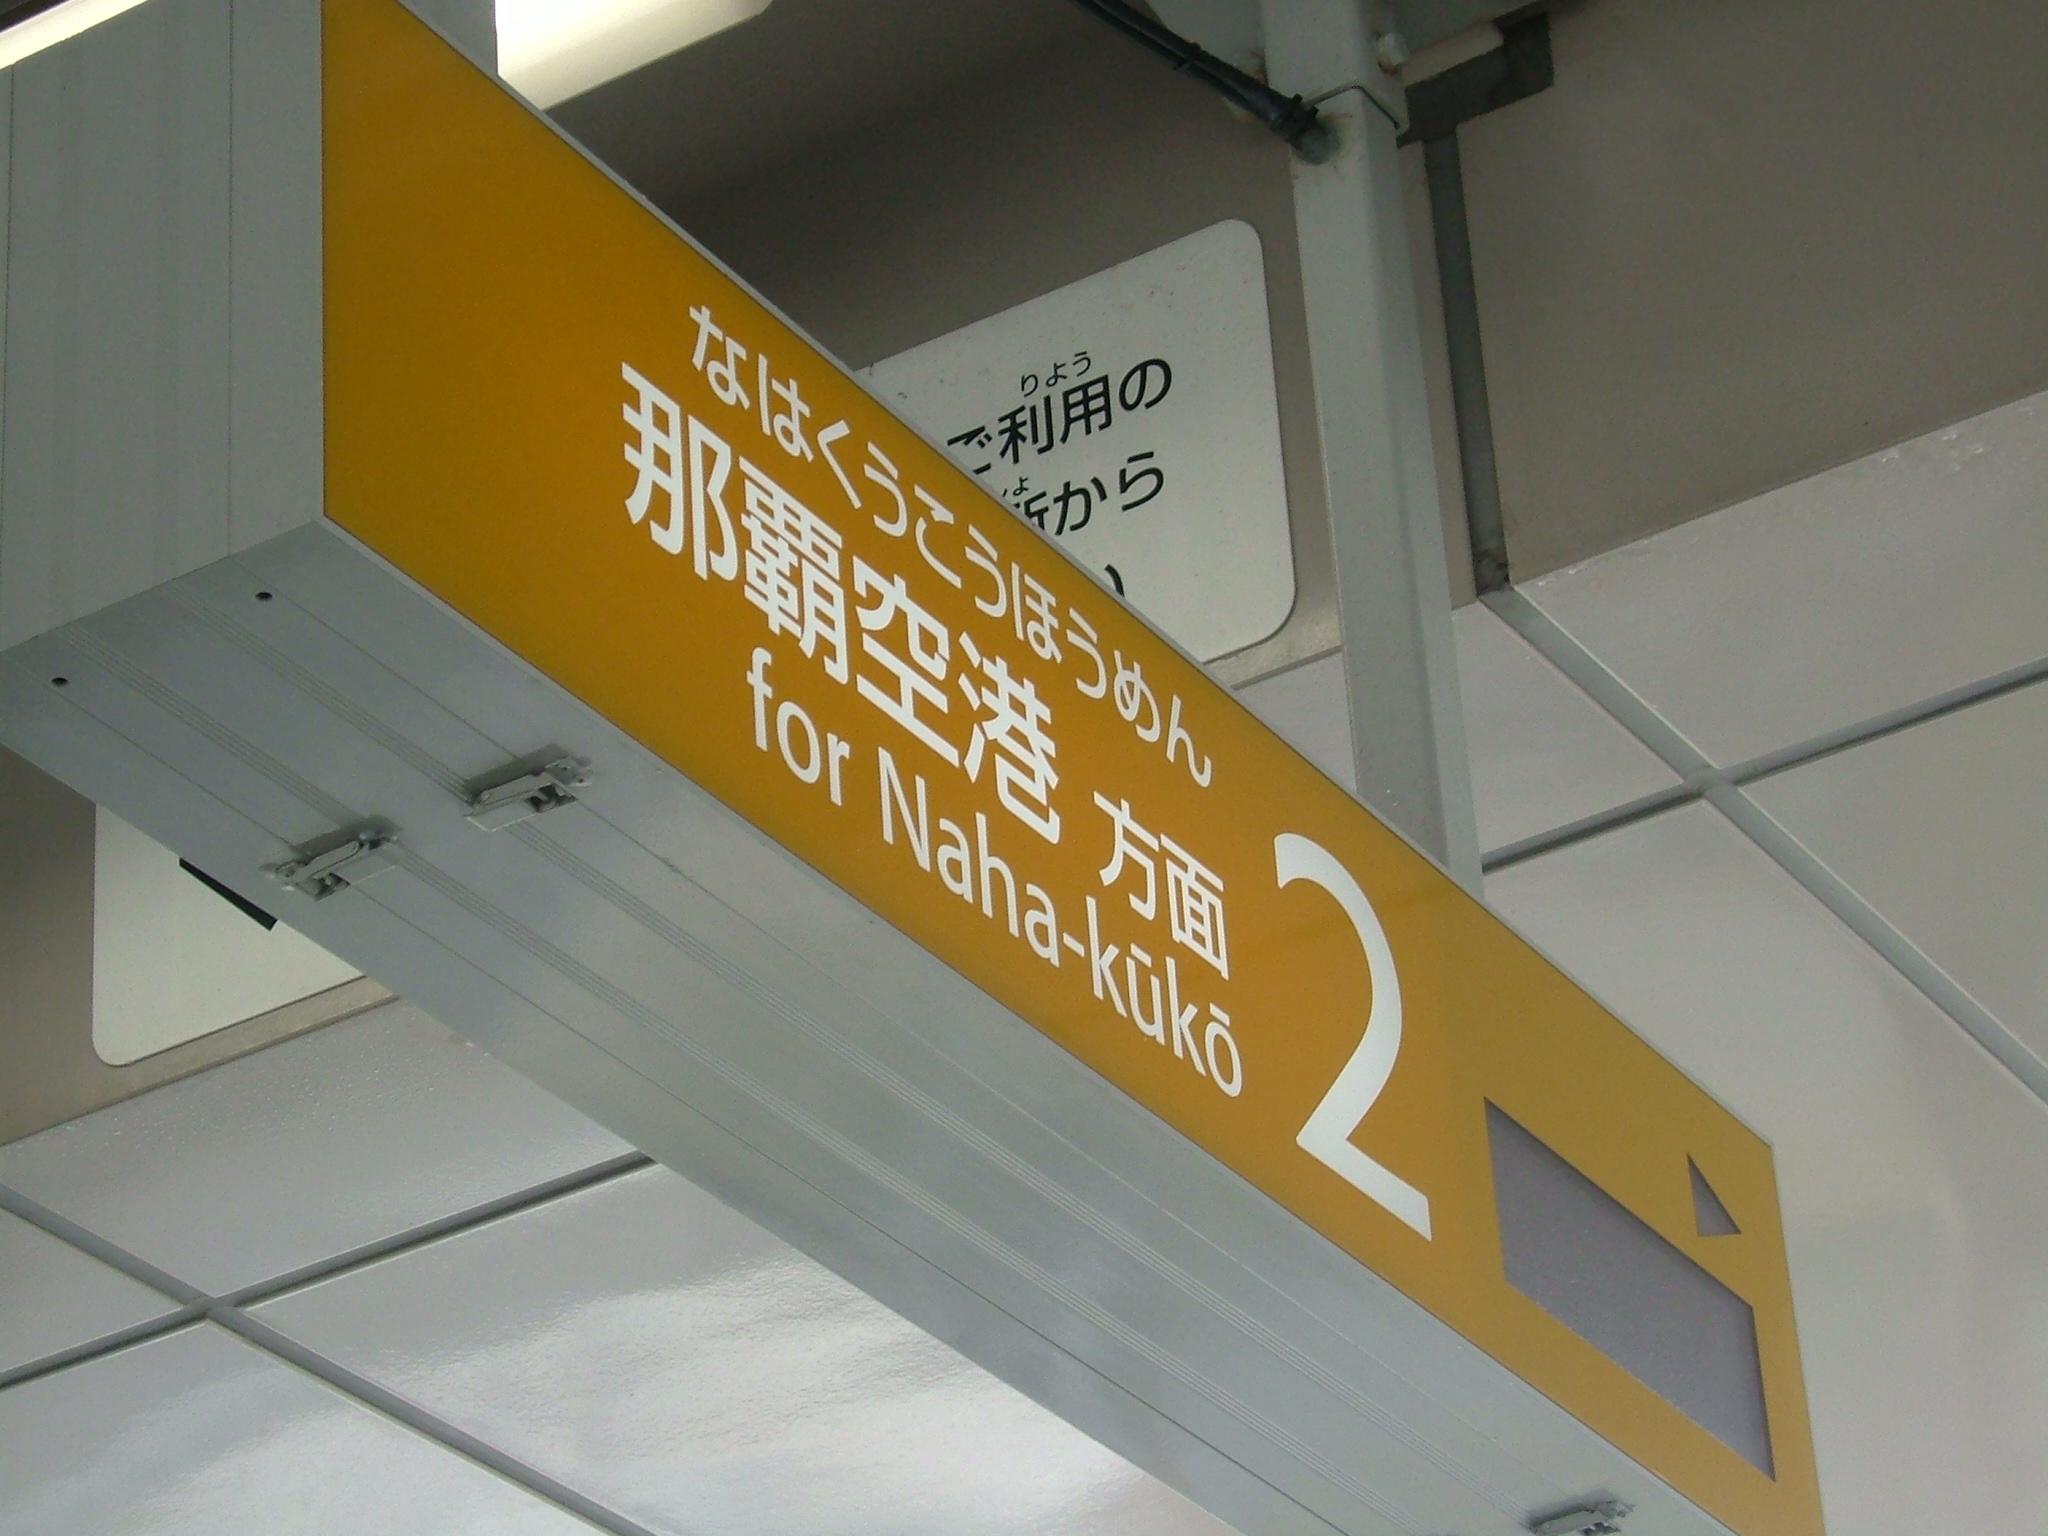 なはくうこうほうめん
那覇空港 方面
for Naha-kūkō
2
りよう
ご利用の
所から